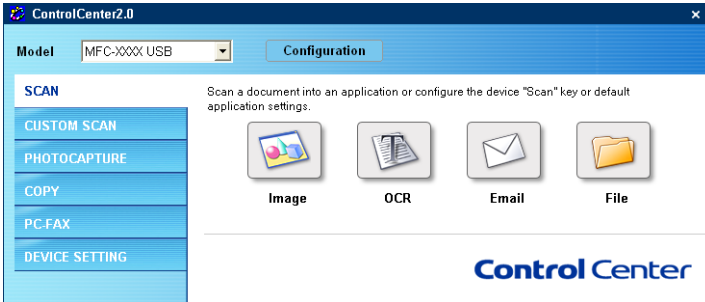 ControlCenter2.0
Model MFC-XXXX USB Configuration
SCAN
CUSTOM SCAN
PHOTOCAPTURE
COPY
PC-FAX
DEVICE SETTING
Scan a document into an application or configure the device "Scan" key or default
application settings.
Image OCR Email File
Control Center